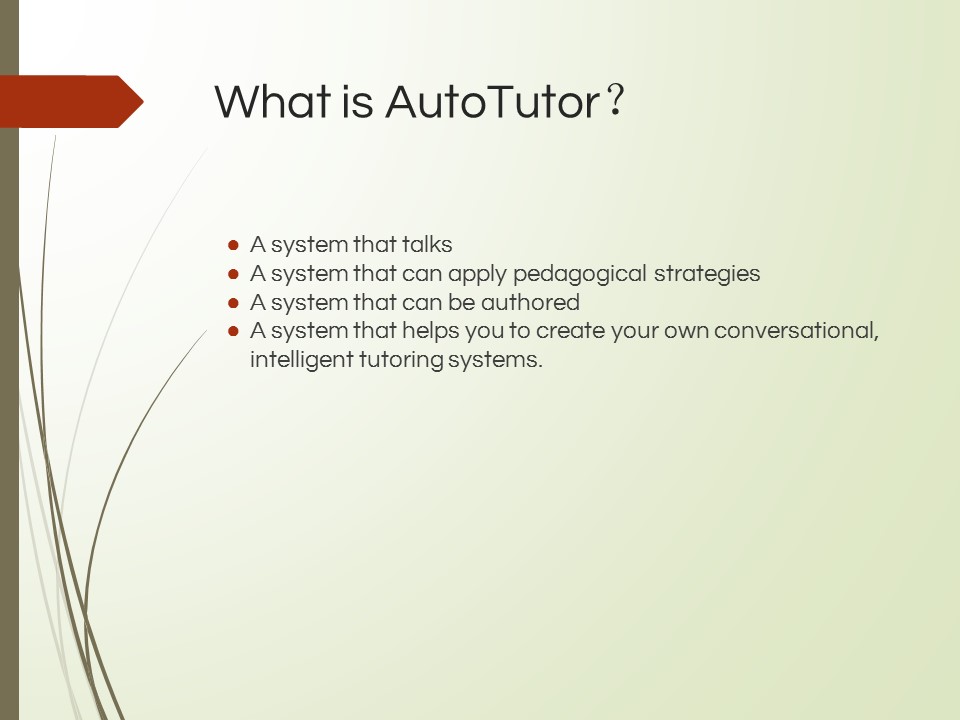 What is AutoTutor？
● A system that talks
● A system that can apply pedagogical strategies
● A system that can be authored
● A system that helps you to create your own conversational,
intelligent tutoring systems.